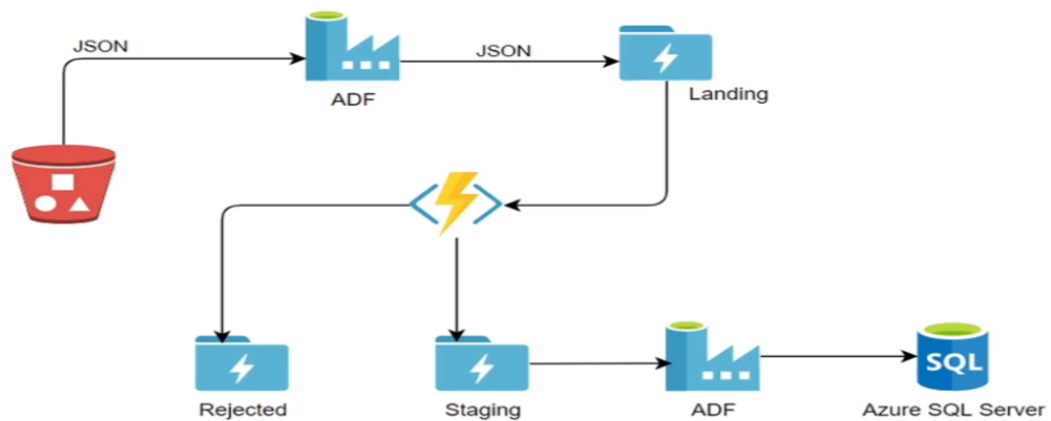 JSON
JSON
ADF
Landing
SQL
Rejected
Staging
ADF
Azure SQL Server